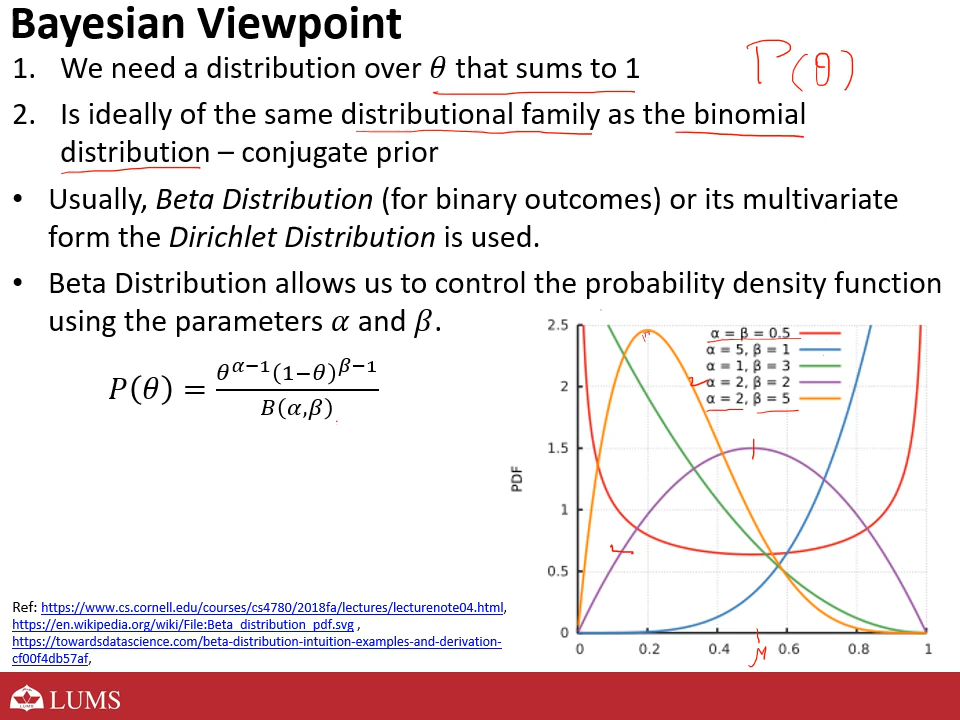 Bayesian Viewpoint
1. We need a distribution over θ that sums to 1
P(θ)
2. Is ideally of the same distributional family as the binomial
distribution – conjugate prior
• Usually, Beta Distribution (for binary outcomes) or its multivariate
form the Dirichlet Distribution is used.
• Beta Distribution allows us to control the probability density function
using the parameters α and β.
P(θ) = θ^(α−1)(1−θ)^(β−1) / B(α,β)
2.5
2
1.5
1
0.5
0
PDF
α = β = 0.5
α = 5, β = 1
α = 1, β = 3
α = 2, β = 2
α = 2, β = 5
0 0.2 0.4 0.6 0.8 1
M
Ref: https://www.cs.cornell.edu/courses/cs4780/2018fa/lectures/lecturenote04.html,
https://en.wikipedia.org/wiki/File:Beta_distribution_pdf.svg ,
https://towardsdatascience.com/beta-distribution-intuition-examples-and-derivation-
cf00f4db57af,
LUMS